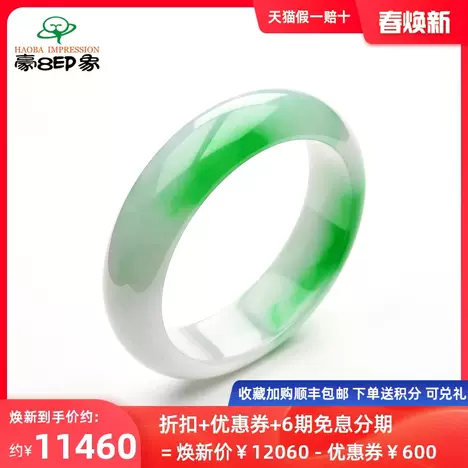 天猫假一赔十
春焕新
HAOBA IMPRESSION
豪8印象
收藏加购顺丰包邮 下单送积分 可兑礼
焕新到手价约:
约¥11460
折扣+优惠券+6期免息分期
=焕新价¥12060-优惠券¥600